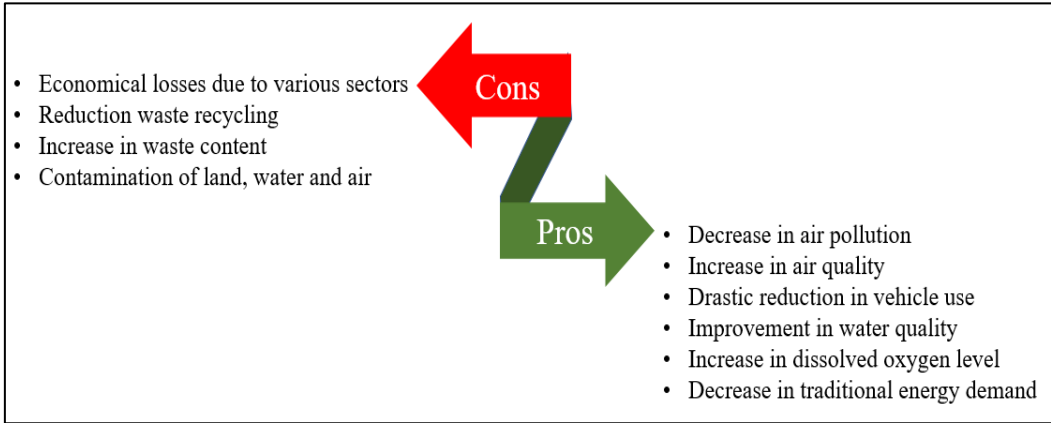 Cons
• Economical losses due to various sectors
• Reduction waste recycling
• Increase in waste content
• Contamination of land, water and air
Pros
• Decrease in air pollution
• Increase in air quality
• Drastic reduction in vehicle use
• Improvement in water quality
• Increase in dissolved oxygen level
• Decrease in traditional energy demand